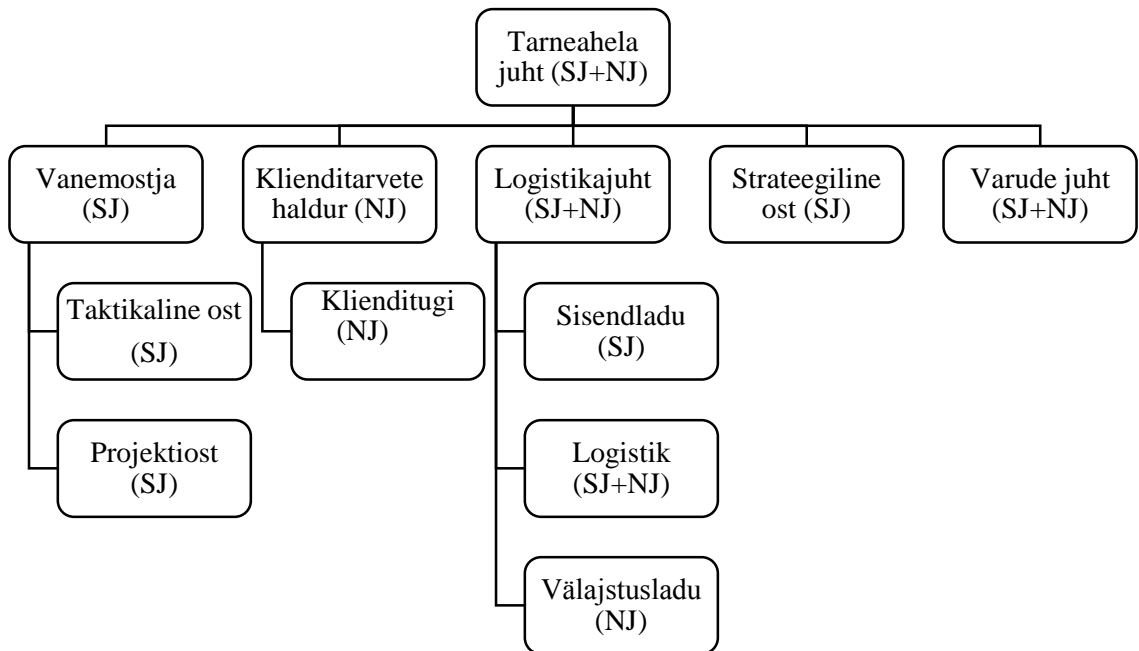 Tarneahela
juht (SJ+NJ)
Vanemostja
(SJ)
Klienditarvete
haldur (NJ)
Logistikajuht
(SJ+NJ)
Strateegiline
ost (SJ)
Varude juht
(SJ+NJ)
Taktikaline ost
(SJ)
Projektiost
(SJ)
Klienditugi
(NJ)
Sisendladu
(SJ)
Logistik
(SJ+NJ)
Välajstusladu
(NJ)